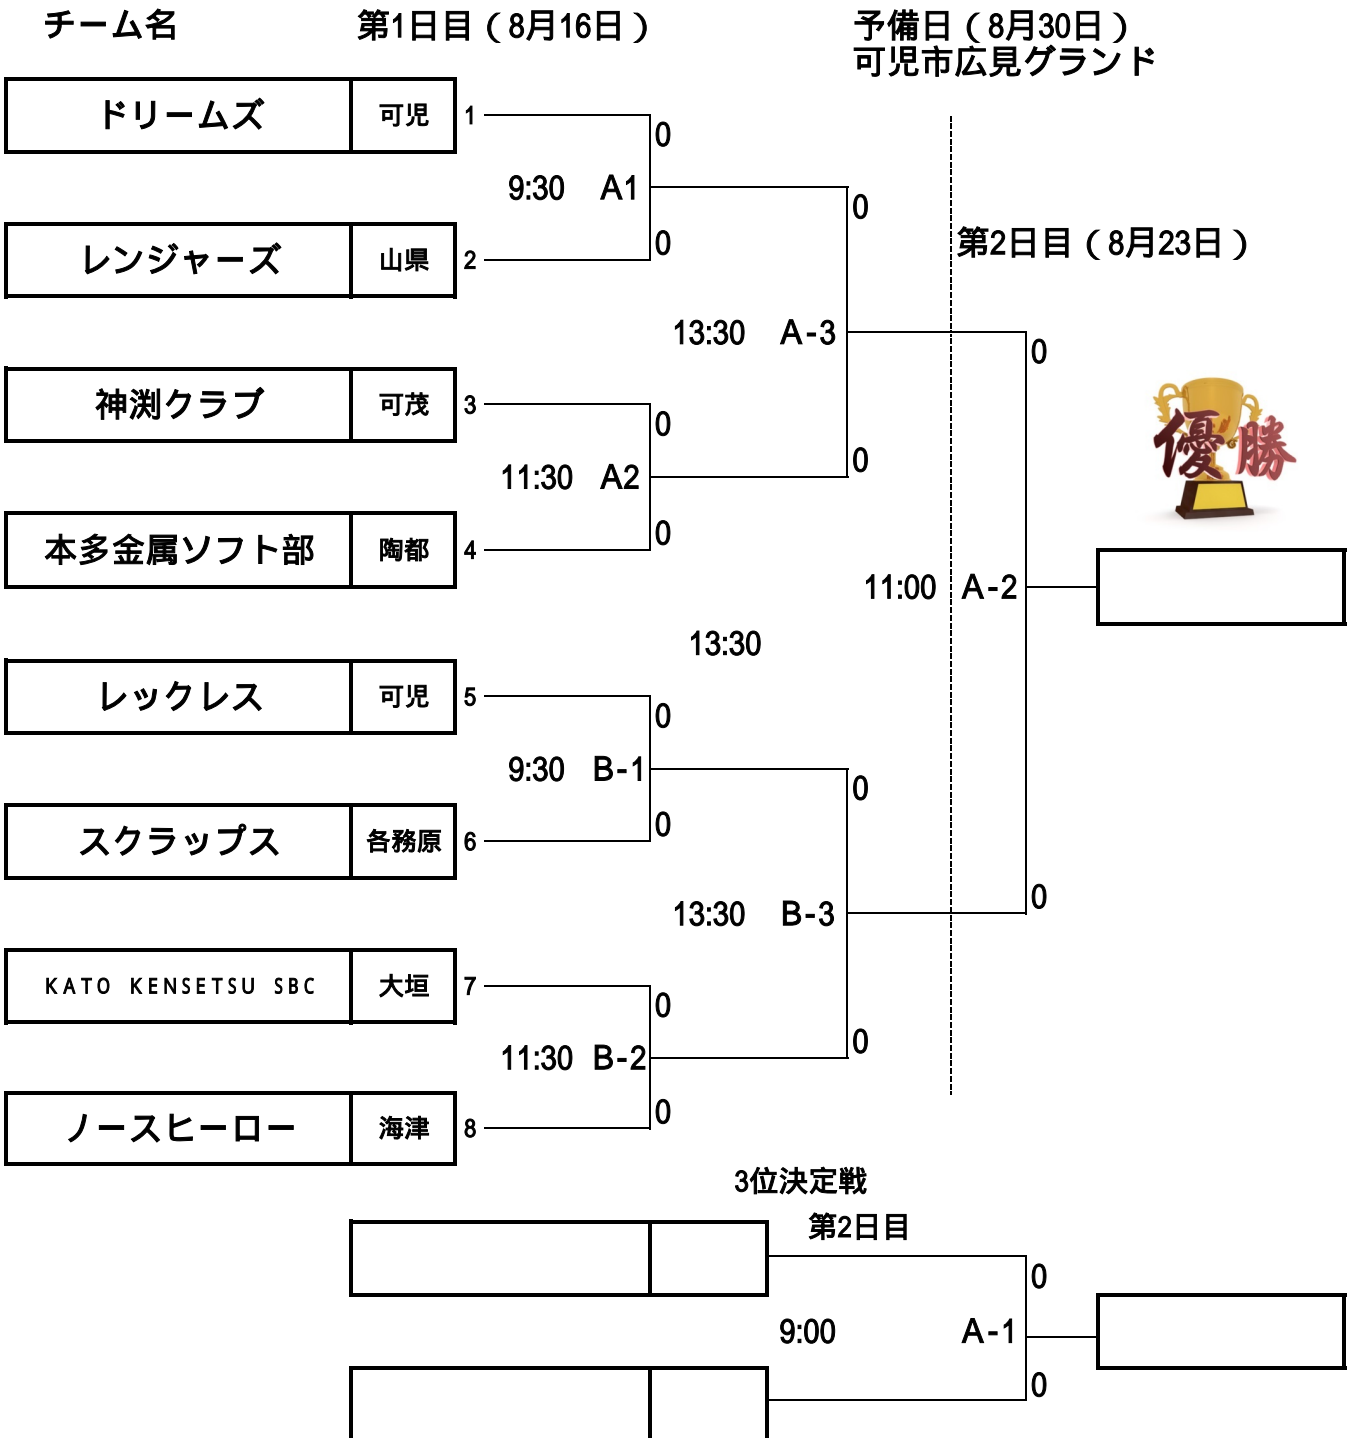 チーム名 第1日目（8月16日） 予備日（8月30日）
可児市広見グランド
ドリームズ 可児 1
0
9:30 A1
0
0
レンジャーズ 山県 2
第2日目（8月23日）
13:30 A-3
0
神渕クラブ 可茂 3
0
0
11:30 A2
優勝
0
本多金属ソフト部 陶都 4
11:00 A-2
13:30
レックレス 可児 5
0
9:30 B-1
0
0
スクラップス 各務原 6
0
13:30 B-3
KATO KENSETSU SBC 大垣 7
0
0
11:30 B-2
0
ノースヒーロー 海津 8
3位決定戦
第2日目
0
9:00 A-1
0